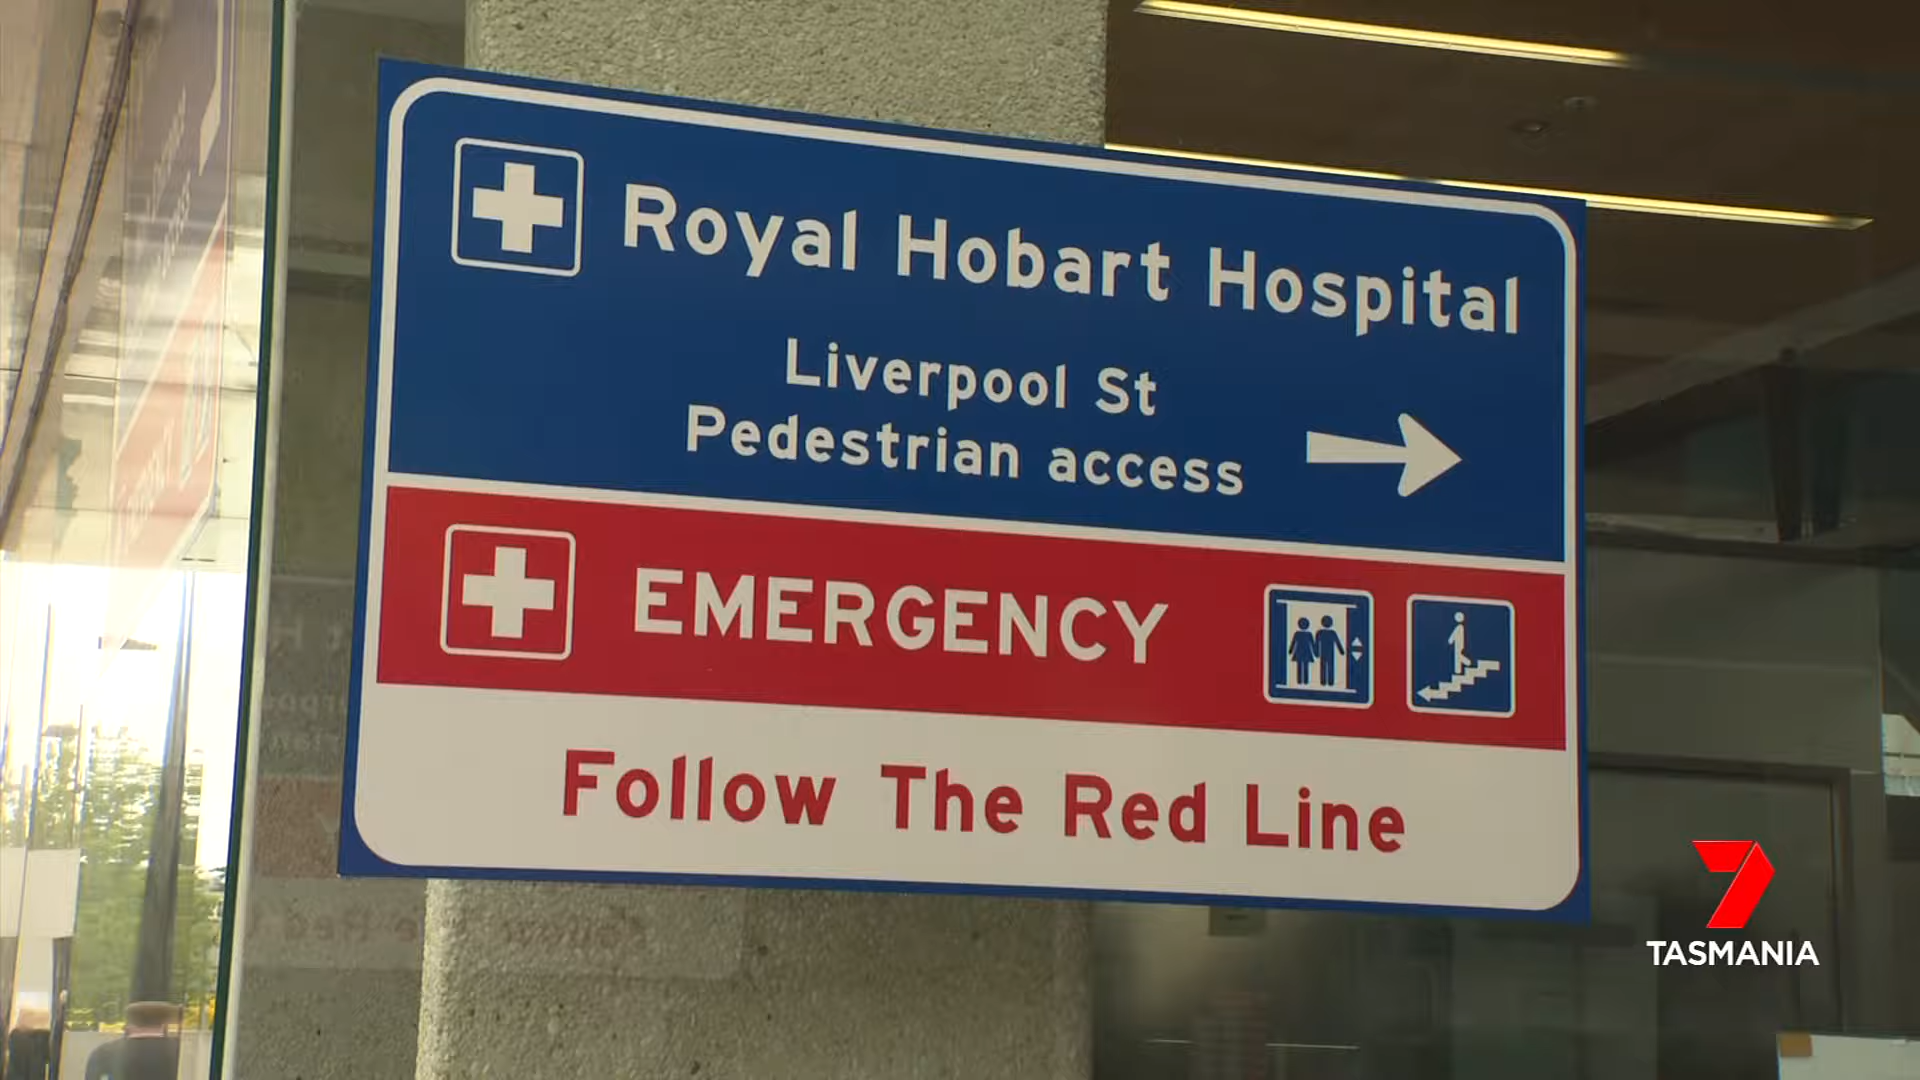 Royal Hobart Hospital
Liverpool St
Pedestrian access
EMERGENCY
Follow The Red Line
7
TASMANIA